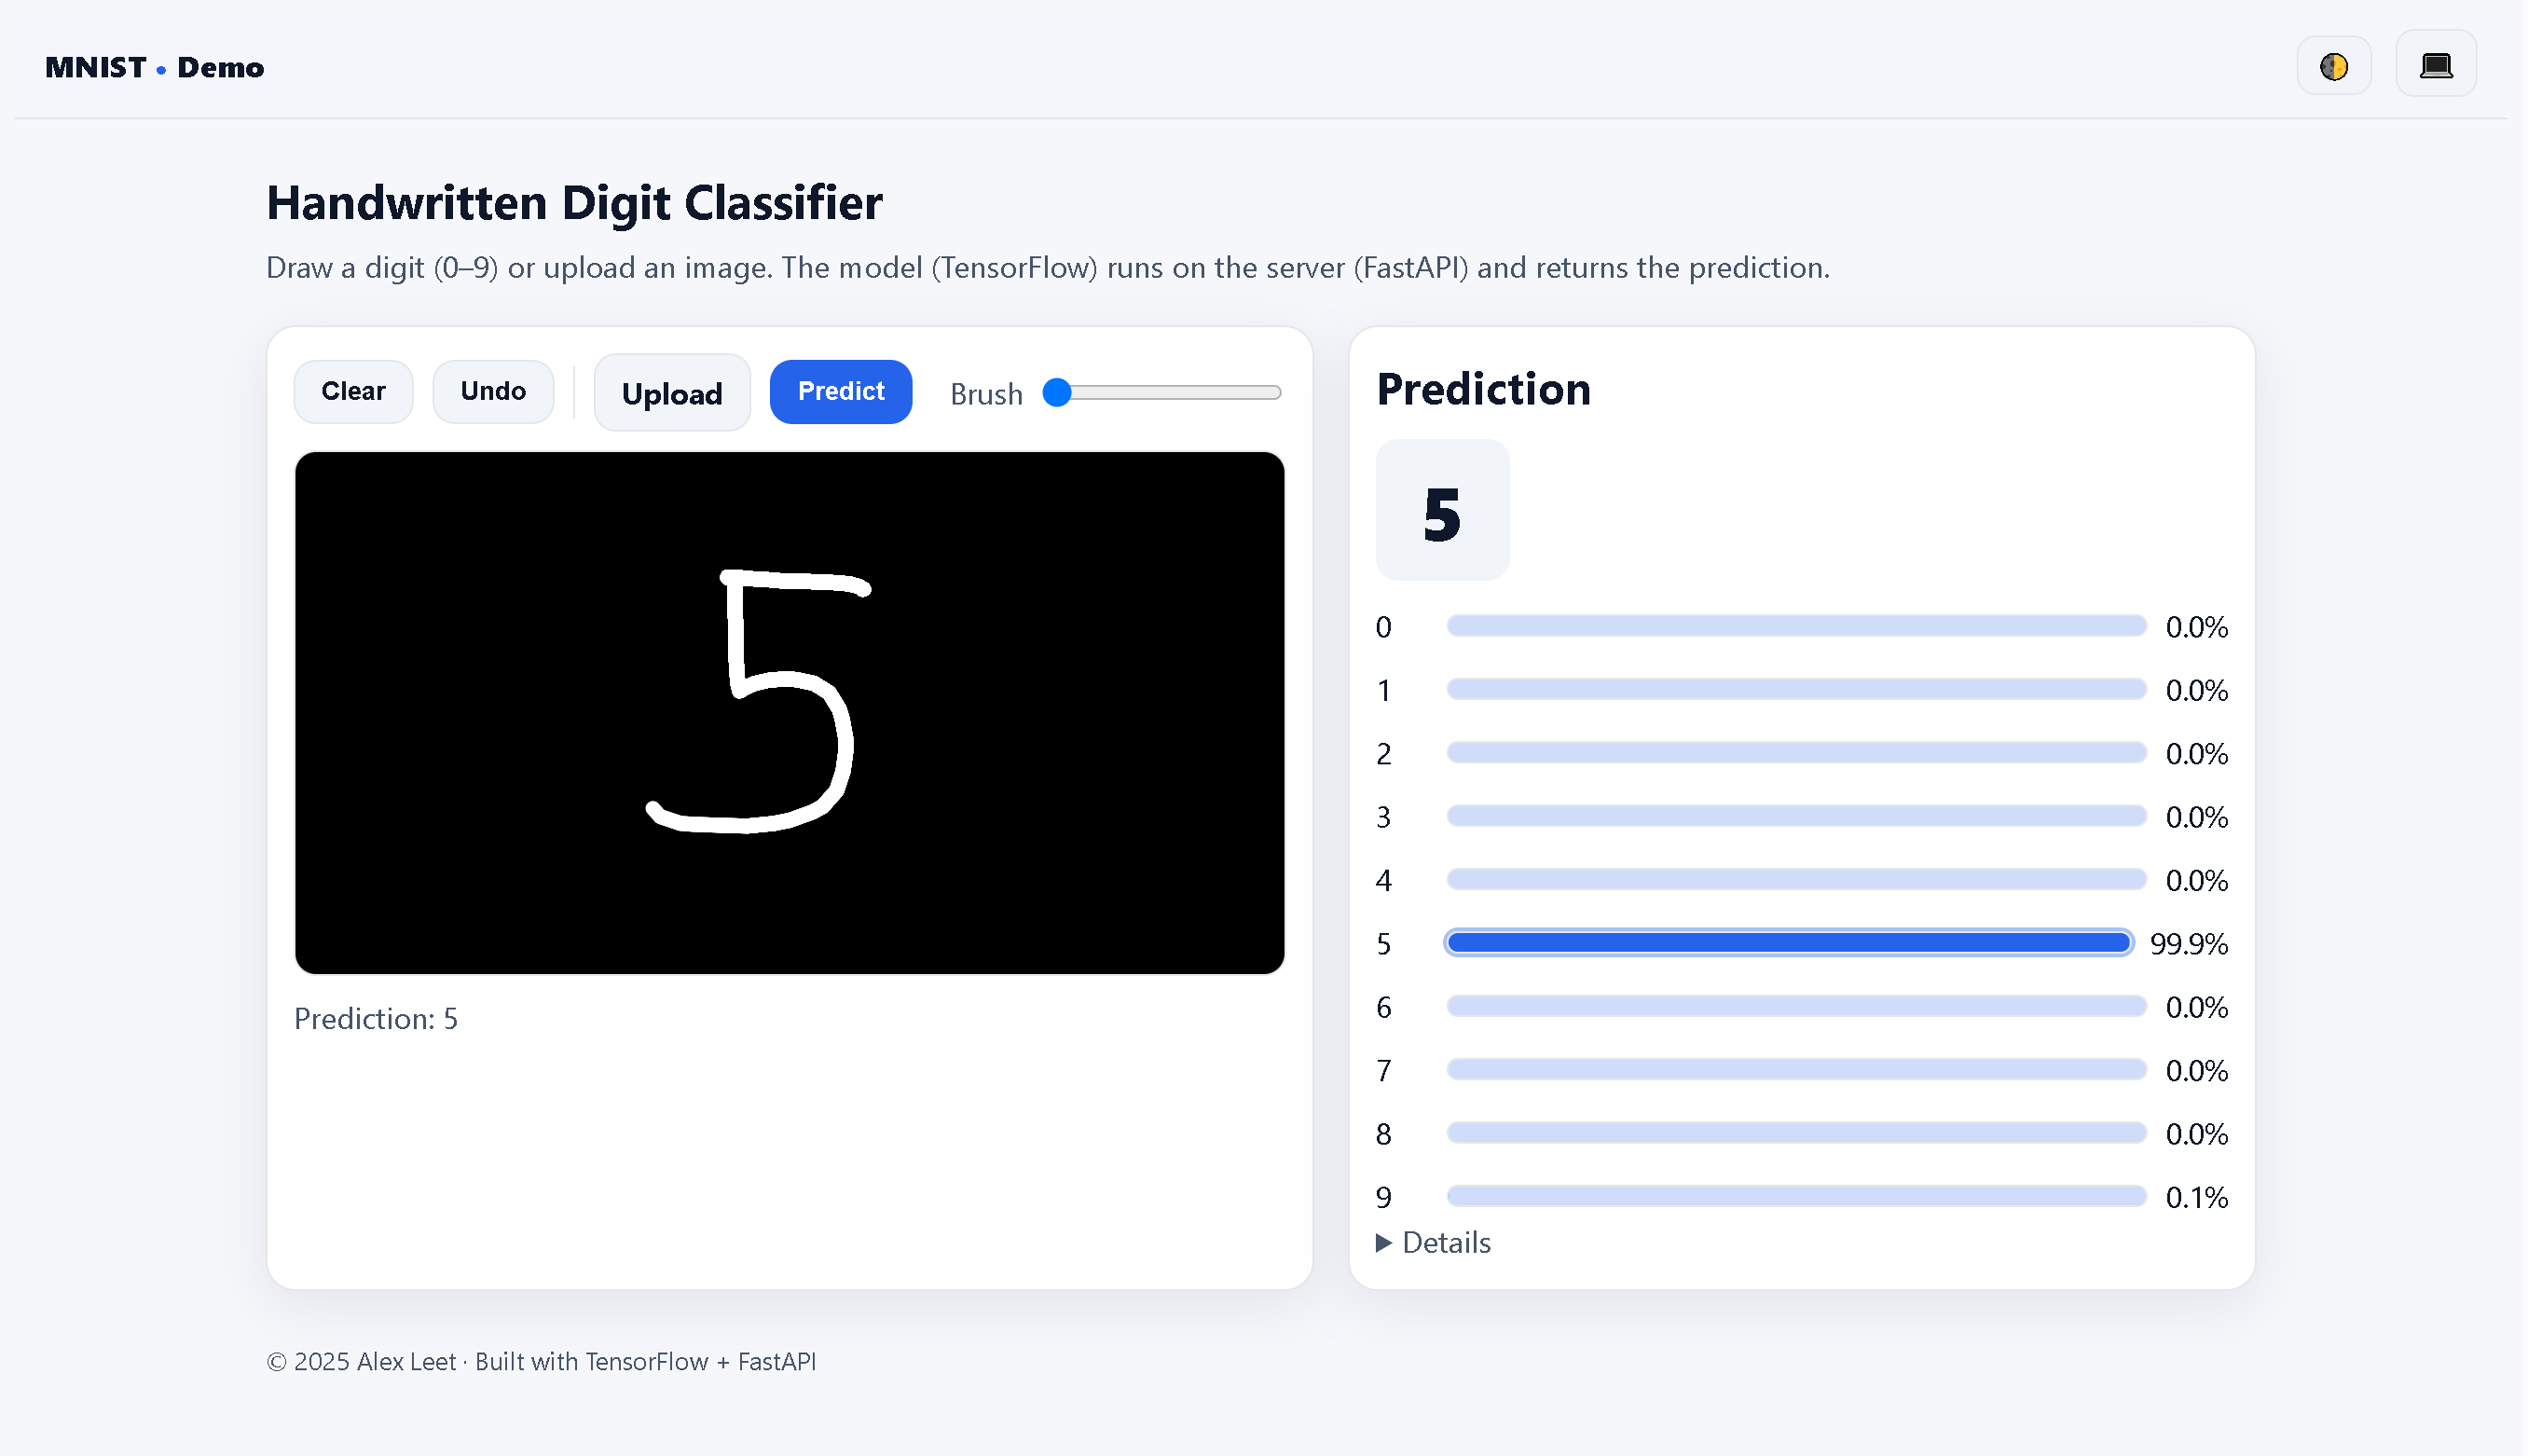 MNIST • Demo
Handwritten Digit Classifier
Draw a digit (0–9) or upload an image. The model (TensorFlow) runs on the server (FastAPI) and returns the prediction.
Clear Undo Upload Predict Brush
5
Prediction: 5
Prediction
5
0 0.0%
1 0.0%
2 0.0%
3 0.0%
4 0.0%
5 99.9%
6 0.0%
7 0.0%
8 0.0%
9 0.1%
▶ Details
© 2025 Alex Leet · Built with TensorFlow + FastAPI